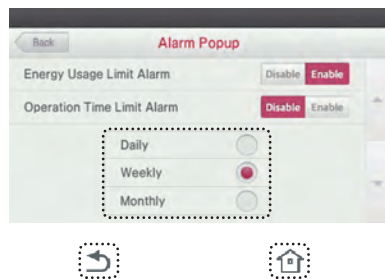 Back Alarm Popup
Energy Usage Limit Alarm Disable Enable
Operation Time Limit Alarm Disable Enable
Daily
Weekly
Monthly